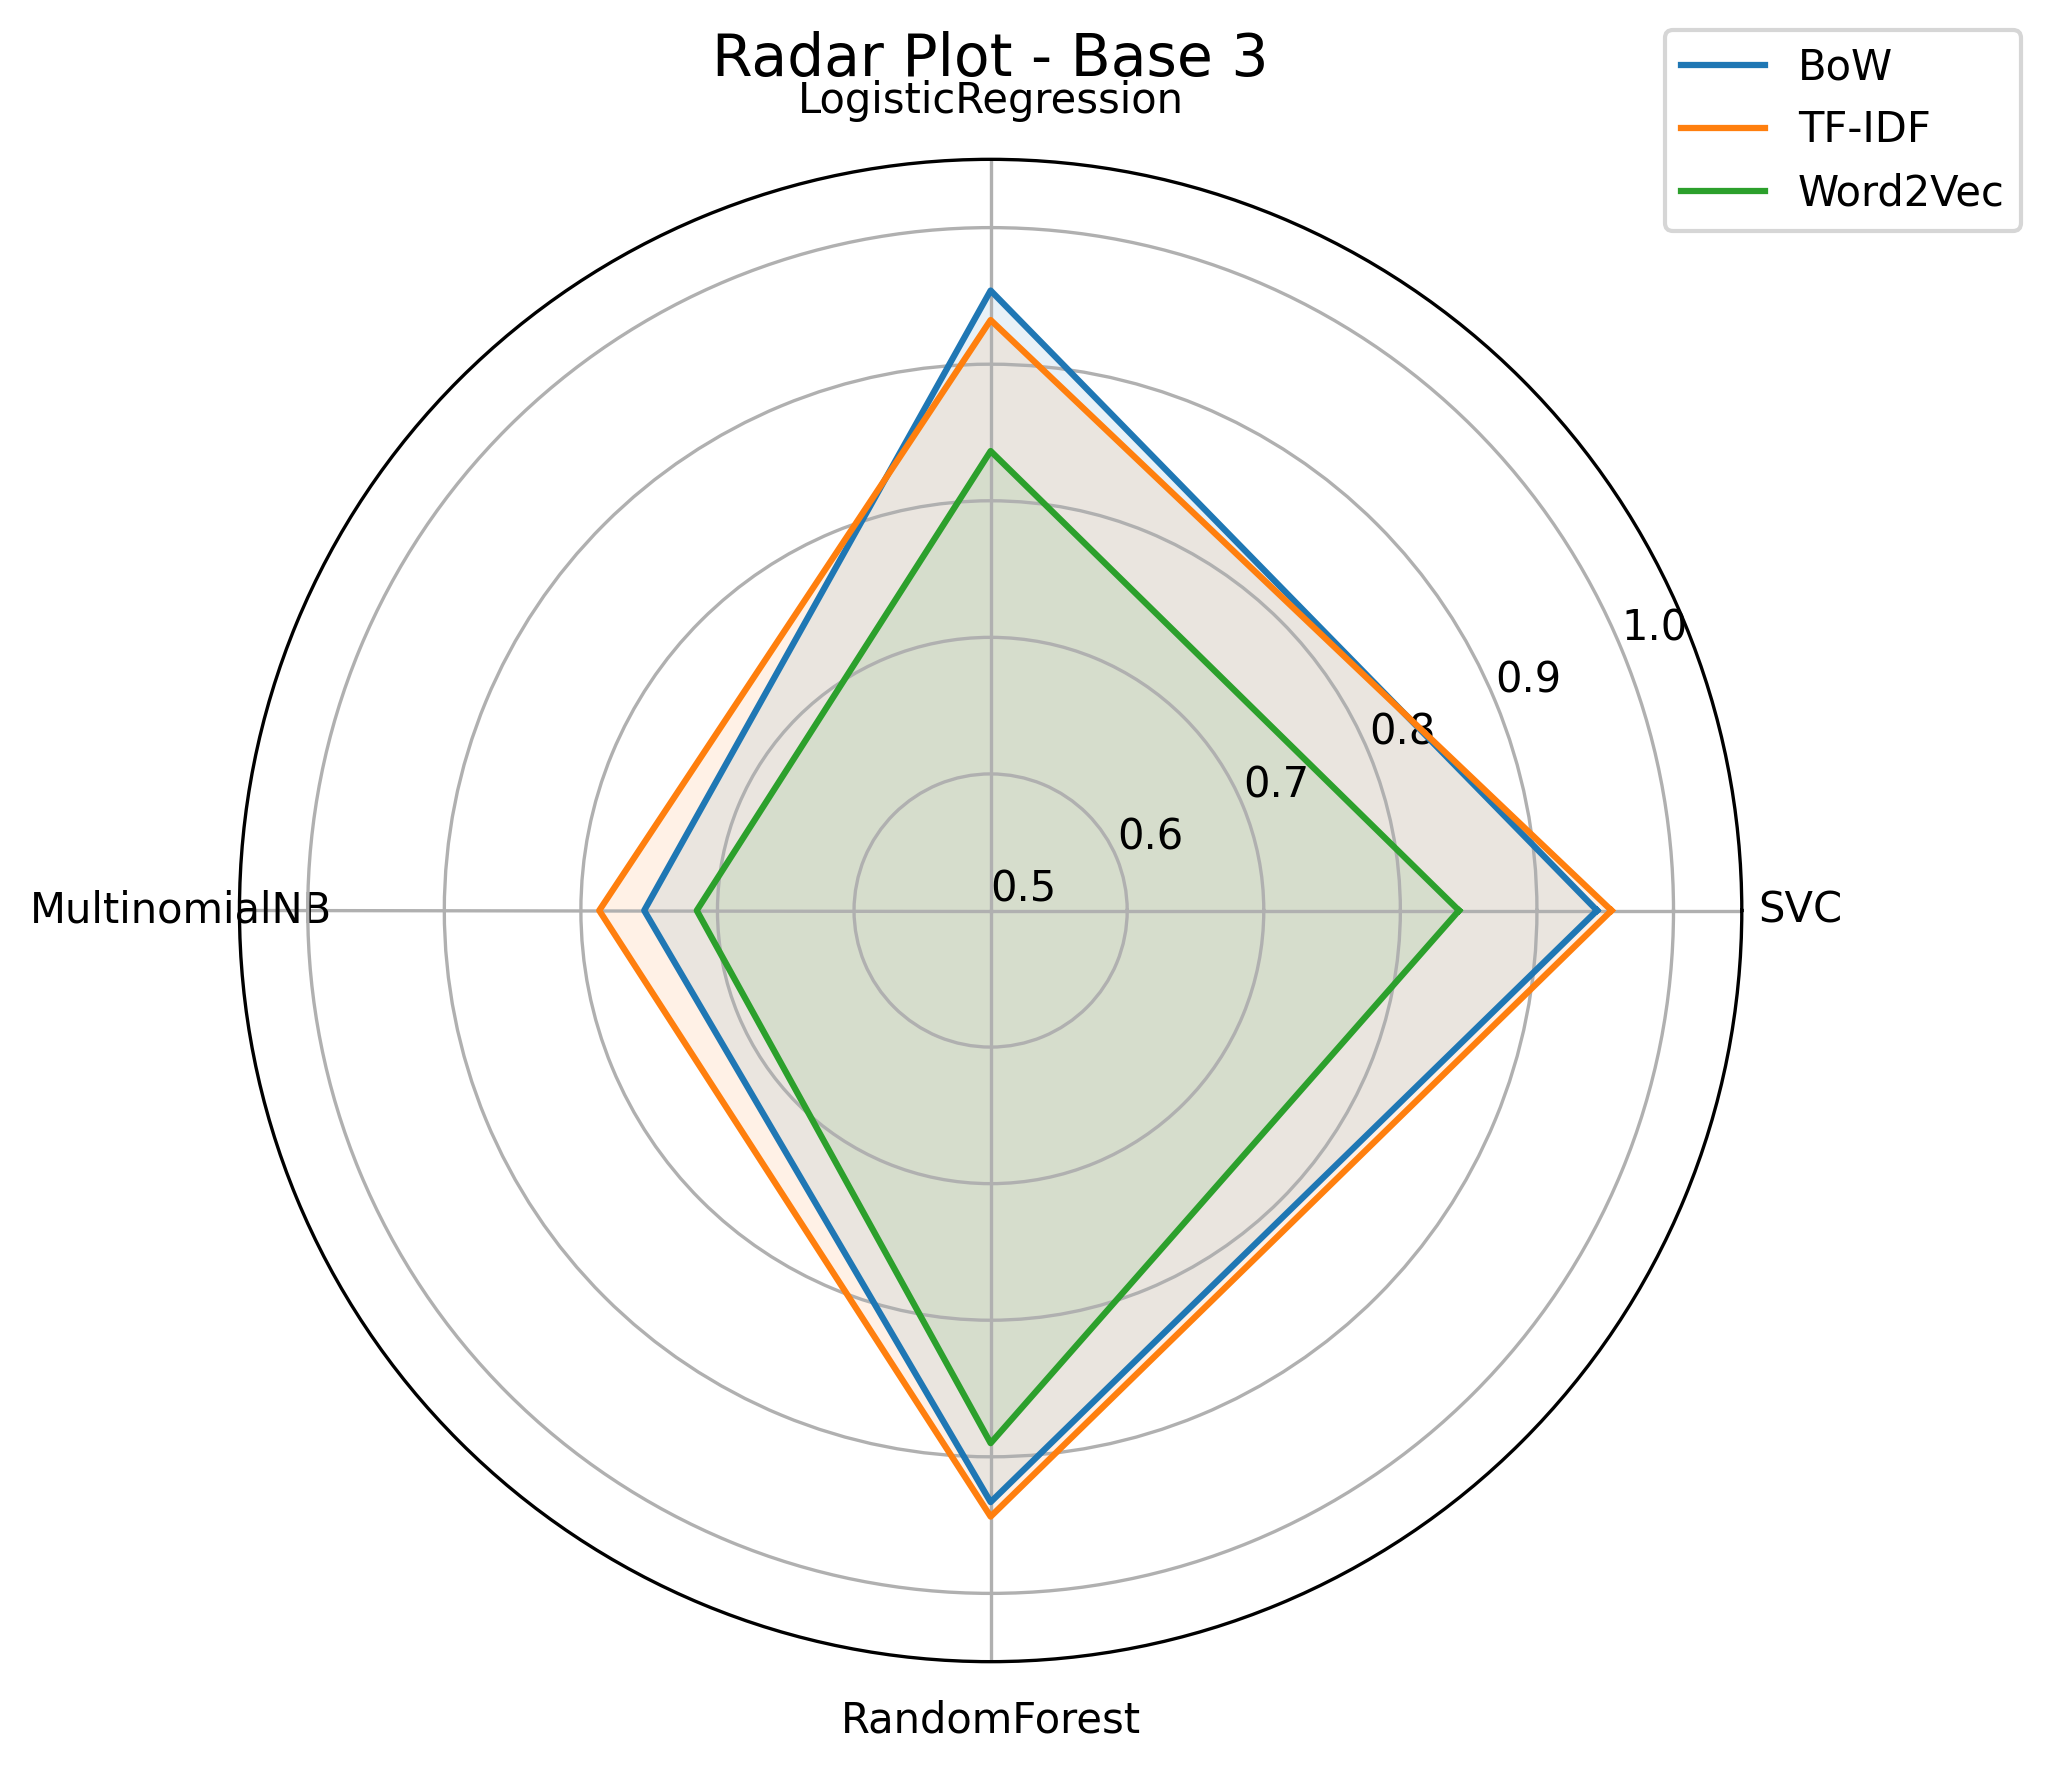 Radar Plot - Base 3
LogisticRegression
BoW
TF-IDF
Word2Vec
1.0
0.9
0.8
0.7
0.6
0.5
MultinomialNB
SVC
RandomForest